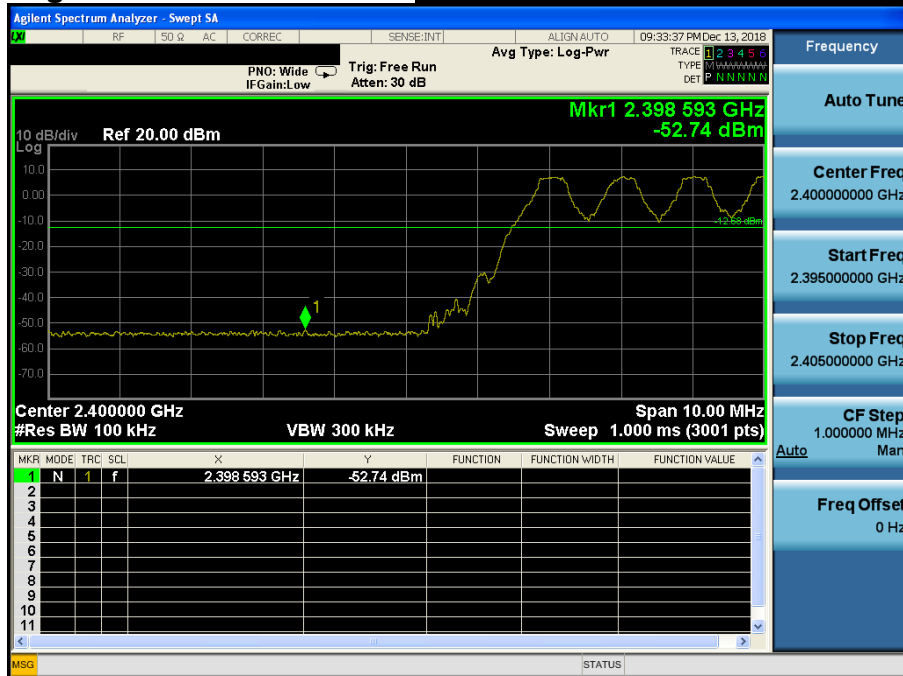 Agilent Spectrum Analyzer - Swept SA
LXI RF 50 Ω AC CORREC SENSE:INT ALIGN AUTO 09:33:37 PM Dec 13, 2018
PNO: Wide
IFGain:Low
Trig: Free Run
Atten: 30 dB
Avg Type: Log-Pwr
TRACE 1 2 3 4 5 6
TYPE M WWWWW
DET P N N N N N
Mkr1 2.398 593 GHz
-52.74 dBm
10 dB/div Ref 20.00 dBm
Log
10.0
0.00
-10.0
-12.68 dBm
-20.0
-30.0
-40.0
1
-50.0
-60.0
-70.0
Center 2.400000 GHz Span 10.00 MHz
#Res BW 100 kHz VBW 300 kHz Sweep 1.000 ms (3001 pts)
MKR MODE TRC SCL X Y FUNCTION FUNCTION WIDTH FUNCTION VALUE
1 N 1 f 2.398 593 GHz -52.74 dBm
2
3
4
5
6
7
8
9
10
11
MSG STATUS
Frequency
Auto Tune
Center Freq
2.400000000 GHz
Start Freq
2.395000000 GHz
Stop Freq
2.405000000 GHz
CF Step
1.000000 MHz
Auto Man
Freq Offset
0 Hz